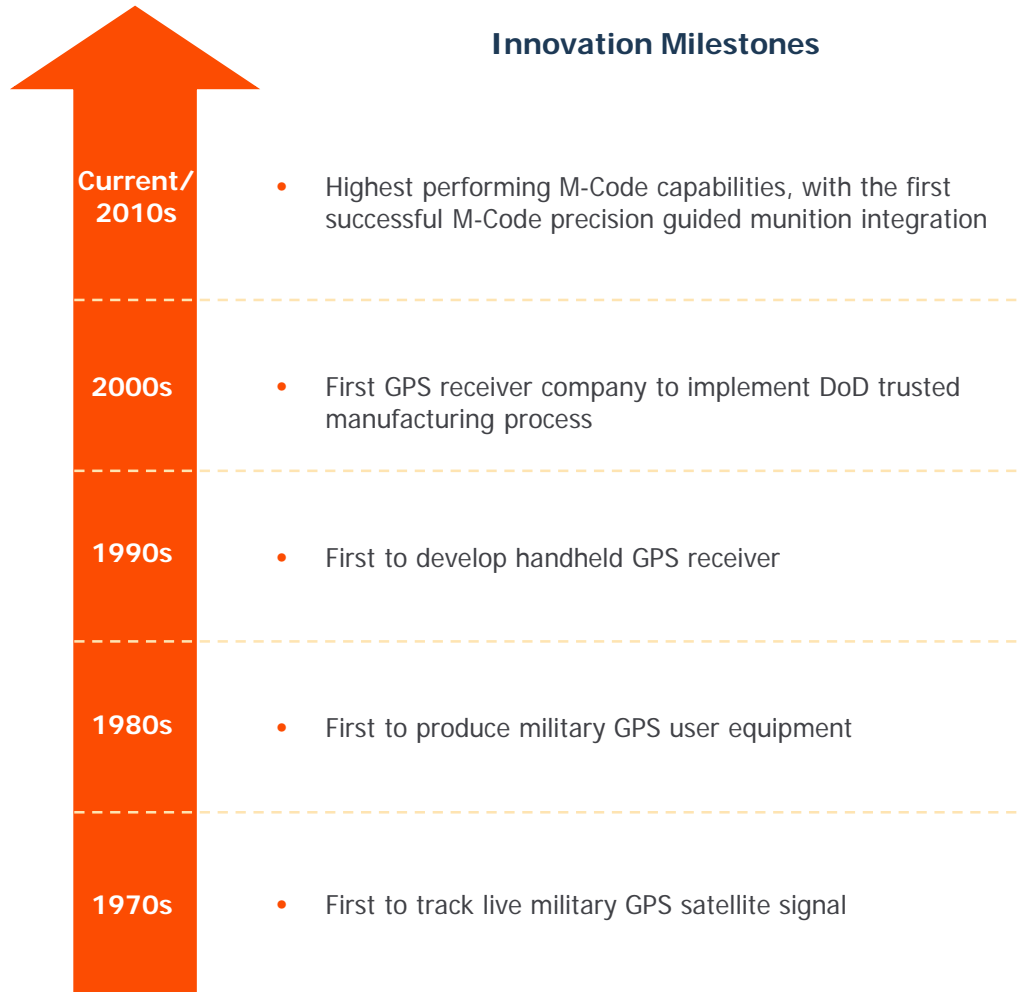 Innovation Milestones
Current/
2010s
• Highest performing M-Code capabilities, with the first
successful M-Code precision guided munition integration
2000s
• First GPS receiver company to implement DoD trusted
manufacturing process
1990s
• First to develop handheld GPS receiver
1980s
• First to produce military GPS user equipment
1970s
• First to track live military GPS satellite signal